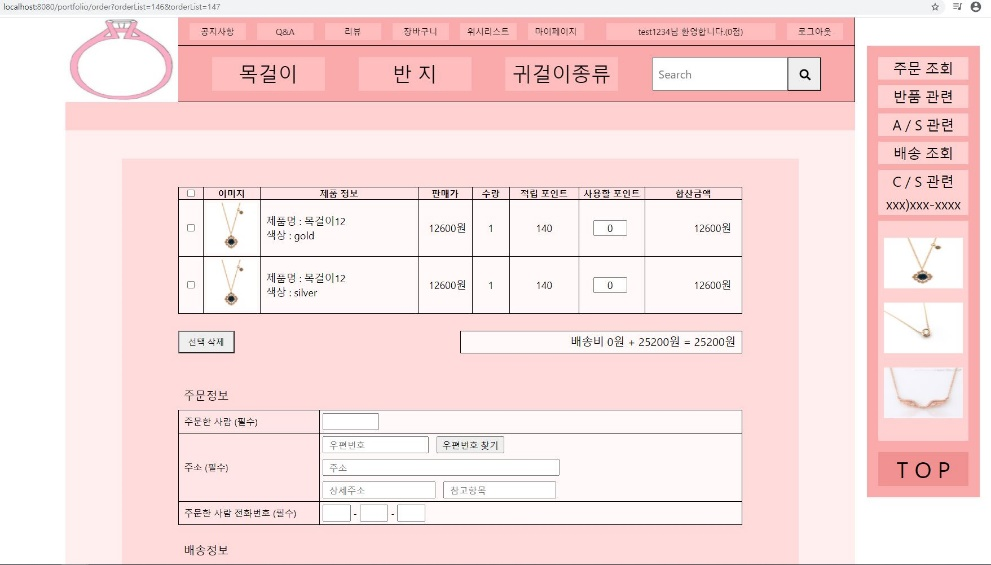 localhost:8080/portfolio/order?orderList=146&orderList=147
공지사항 Q&A 리뷰 장바구니 위시리스트 마이페이지 test1234님 환영합니다.(0점) 로그아웃
목걸이 반 지 귀걸이종류 Search
주문 조회
반품 관련
A / S 관련
배송 조회
C / S 관련
xxx)xxx-xxxx
T O P
이미지 제품 정보 판매가 수량 적립 포인트 사용할 포인트 합산금액
제품명 : 목걸이12
색상 : gold
12600원 1 140 0 12600원
제품명 : 목걸이12
색상 : silver
12600원 1 140 0 12600원
선택 삭제 배송비 0원 + 25200원 = 25200원
주문정보
주문한 사람 (필수)
주소 (필수)
우편번호 우편번호 찾기
주소
상세주소 참고항목
주문한 사람 전화번호 (필수) - -
배송정보